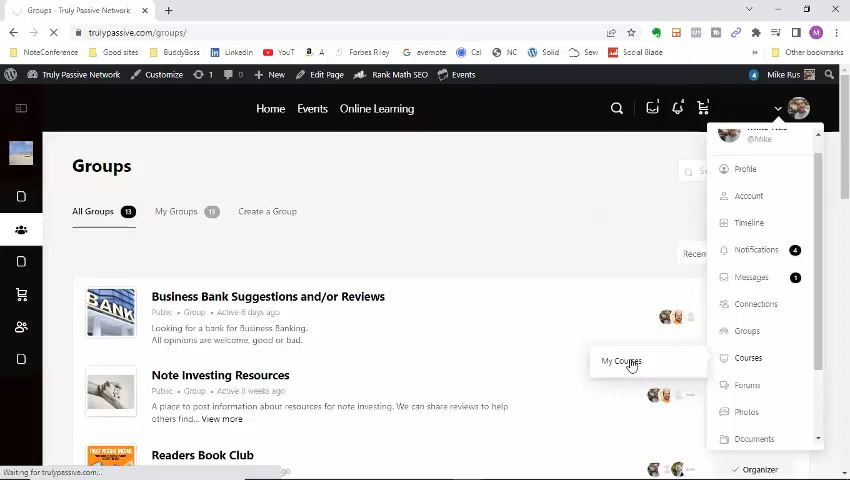 Groups - Truly Passive Network
trulypassive.com/groups/
NoteConference
Good sites
BuddyBoss
LinkedIn
YouT
A
Forbes Riley
evernote
Cal
NC
Solid
Sem
Social Blade
Other bookmarks
Truly Passive Network
Customize
1
0
New
Edit Page
Rank Math SEO
Events
4
Mike Rus
Home
Events
Online Learning
@Mike
Groups
Profile
Account
All Groups 13
My Groups 13
Create a Group
Timeline
Notifications 4
Recent
Messages 1
Business Bank Suggestions and/or Reviews
Public • Group • Active 6 days ago
Looking for a bank for Business Banking.
All opinions are welcome, good or bad.
Connections
Groups
My Courses
Courses
Note Investing Resources
Public • Group • Active 3 weeks ago
A place to post information about resources for note investing. We can share reviews to help
others find... View more
Forums
Photos
Documents
Readers Book Club
Organizer
Waiting for trulypassive.com...